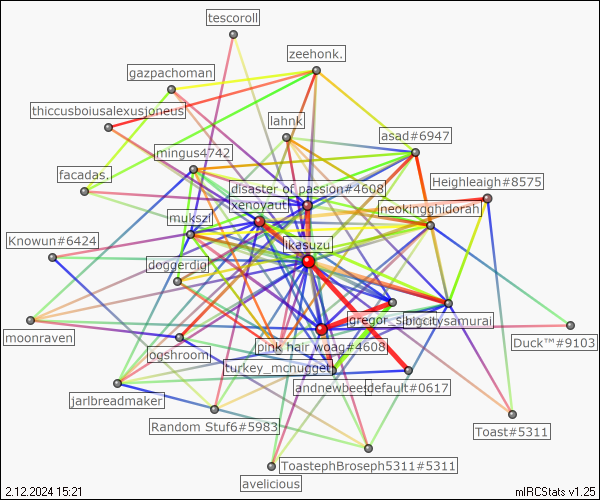 tescoroll
zeehonk.
gazpachoman
thiccusboiusalexusjoneus
lahnk
asad#6947
mingus4742
facadas.
Heighleaigh#8575
disaster of passion#4608
xenoyaut
neokingghidorah
mukszi
Knowun#6424
ikasuzu
doggerdig
gregor_s
bigcitysamurai
moonraven
Duck™#9103
pink hair woag#4608
ogshroom
turkey_mcnugget
andnewbees
default#0617
jarlbreadmaker
Random Stuf6#5983
Toast#5311
ToastephBroseph5311#5311
avelicious
2.12.2024 15:21
mIRCStats v1.25